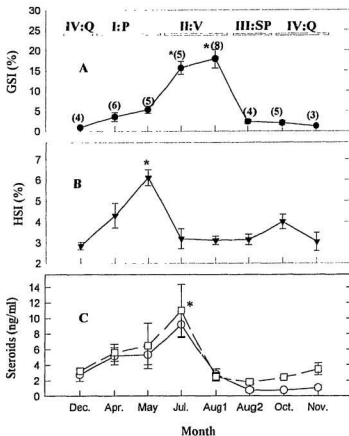 IV:Q I:P II:V III:SP IV:Q
GSI (%)
30
25
20
15
10
5
0
A
(4) (6) (5) *(5) *(8) (4) (5) (3)
HSI (%)
7
6
5
4
3
2
B
*
Steroids (ng/ml)
16
14
12
10
8
6
4
2
0
C
*
Dec. Apr. May Jul. Aug1 Aug2 Oct. Nov.
Month